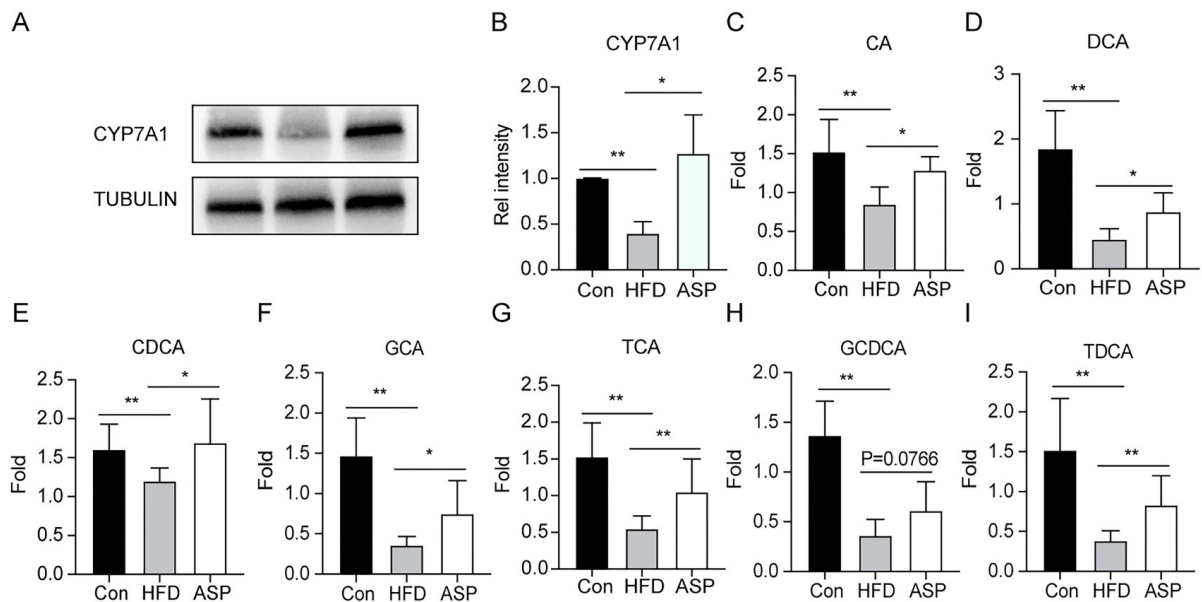 A
CYP7A1
TUBULIN
B
CYP7A1
Rel intensity
2.0
1.5
1.0
0.5
0.0
**
*
Con HFD ASP
C
CA
Fold
2.5
2.0
1.5
1.0
0.5
0.0
**
*
Con HFD ASP
D
DCA
Fold
3
2
1
0
**
*
Con HFD ASP
E
CDCA
Fold
2.5
2.0
1.5
1.0
0.5
0.0
**
*
Con HFD ASP
F
GCA
Fold
2.5
2.0
1.5
1.0
0.5
0.0
**
*
Con HFD ASP
G
TCA
Fold
2.5
2.0
1.5
1.0
0.5
0.0
**
**
Con HFD ASP
H
GCDCA
Fold
2.0
1.5
1.0
0.5
0.0
**
P=0.0766
Con HFD ASP
I
TDCA
Fold
2.5
2.0
1.5
1.0
0.5
0.0
**
**
Con HFD ASP